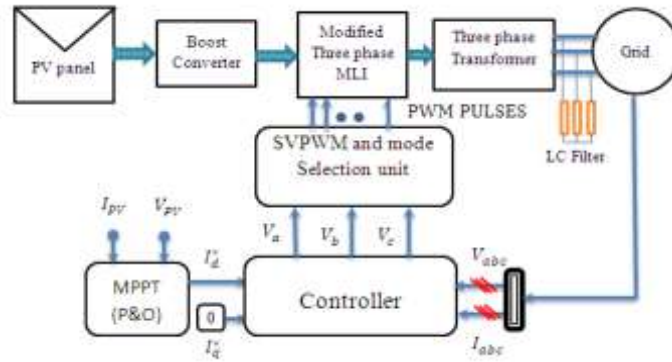 PV panel
Boost
Converter
Modified
Three phase
MLI
Three phase
Transformer
Grid
PWM PULSES
LC Filter
SVPWM and mode
Selection unit
I_PV
V_PV
V_a
V_b
V_c
I_d^*
V_abc
MPPT
(P&O)
Controller
0
I_q^*
I_abc